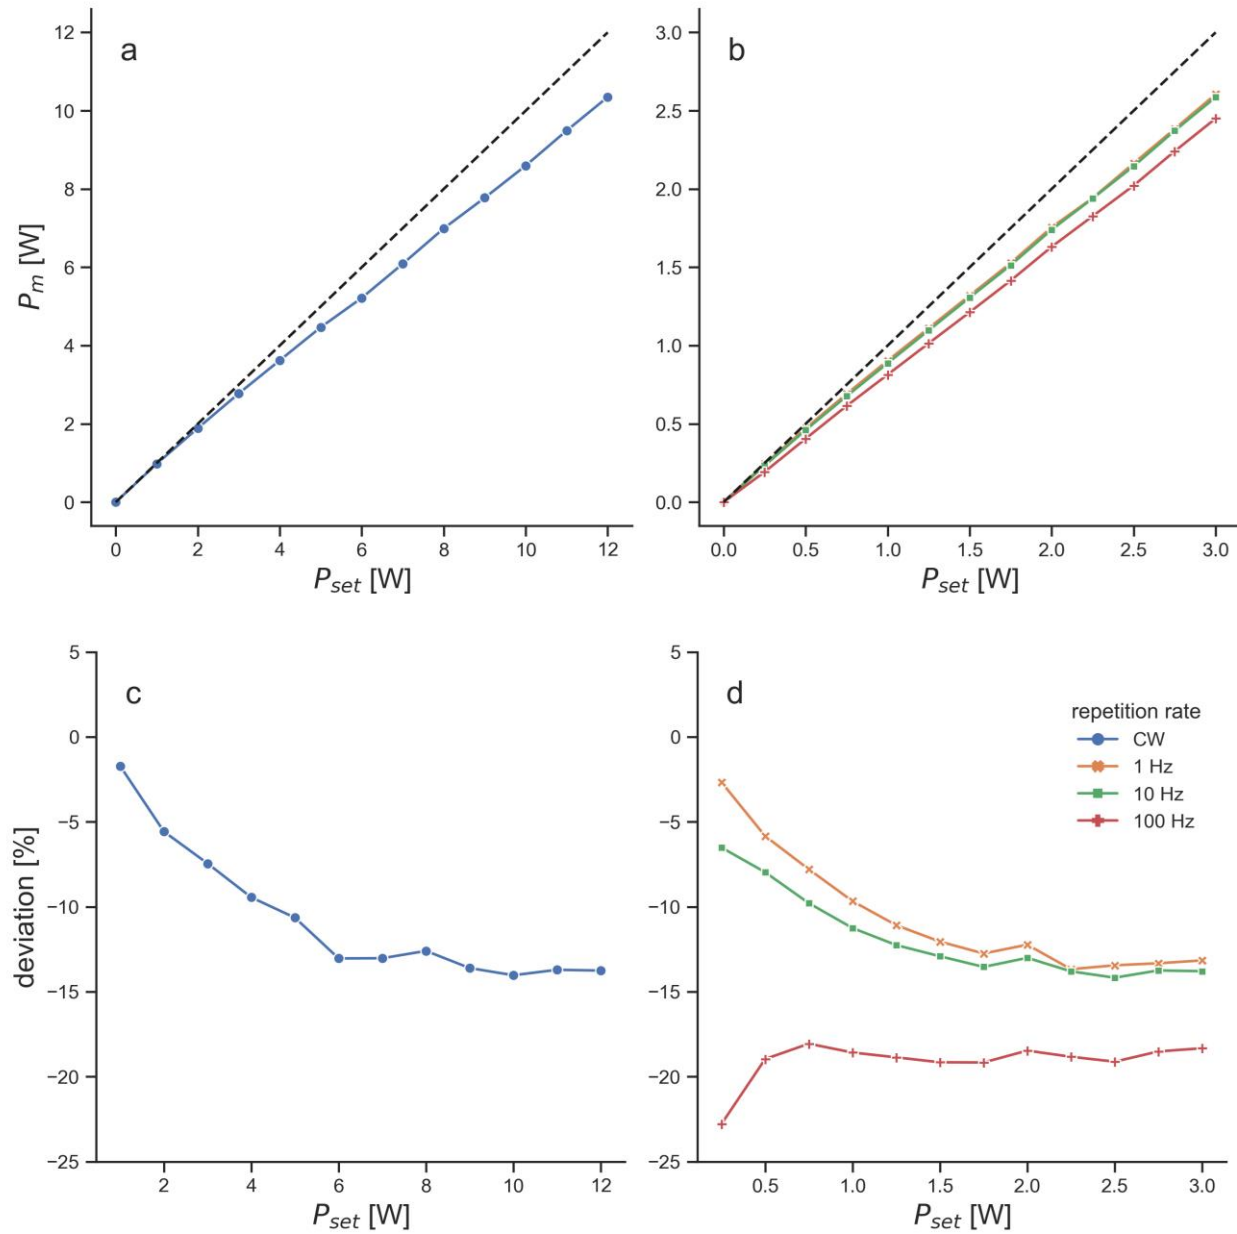 a
12
10
8
6
4
2
0
P_m [W]
0 2 4 6 8 10 12
P_set [W]
b
3.0
2.5
2.0
1.5
1.0
0.5
0.0
0.0 0.5 1.0 1.5 2.0 2.5 3.0
P_set [W]
c
5
0
−5
−10
−15
−20
−25
deviation [%]
2 4 6 8 10 12
P_set [W]
d
5
0
−5
−10
−15
−20
−25
repetition rate
CW
1 Hz
10 Hz
100 Hz
0.5 1.0 1.5 2.0 2.5 3.0
P_set [W]